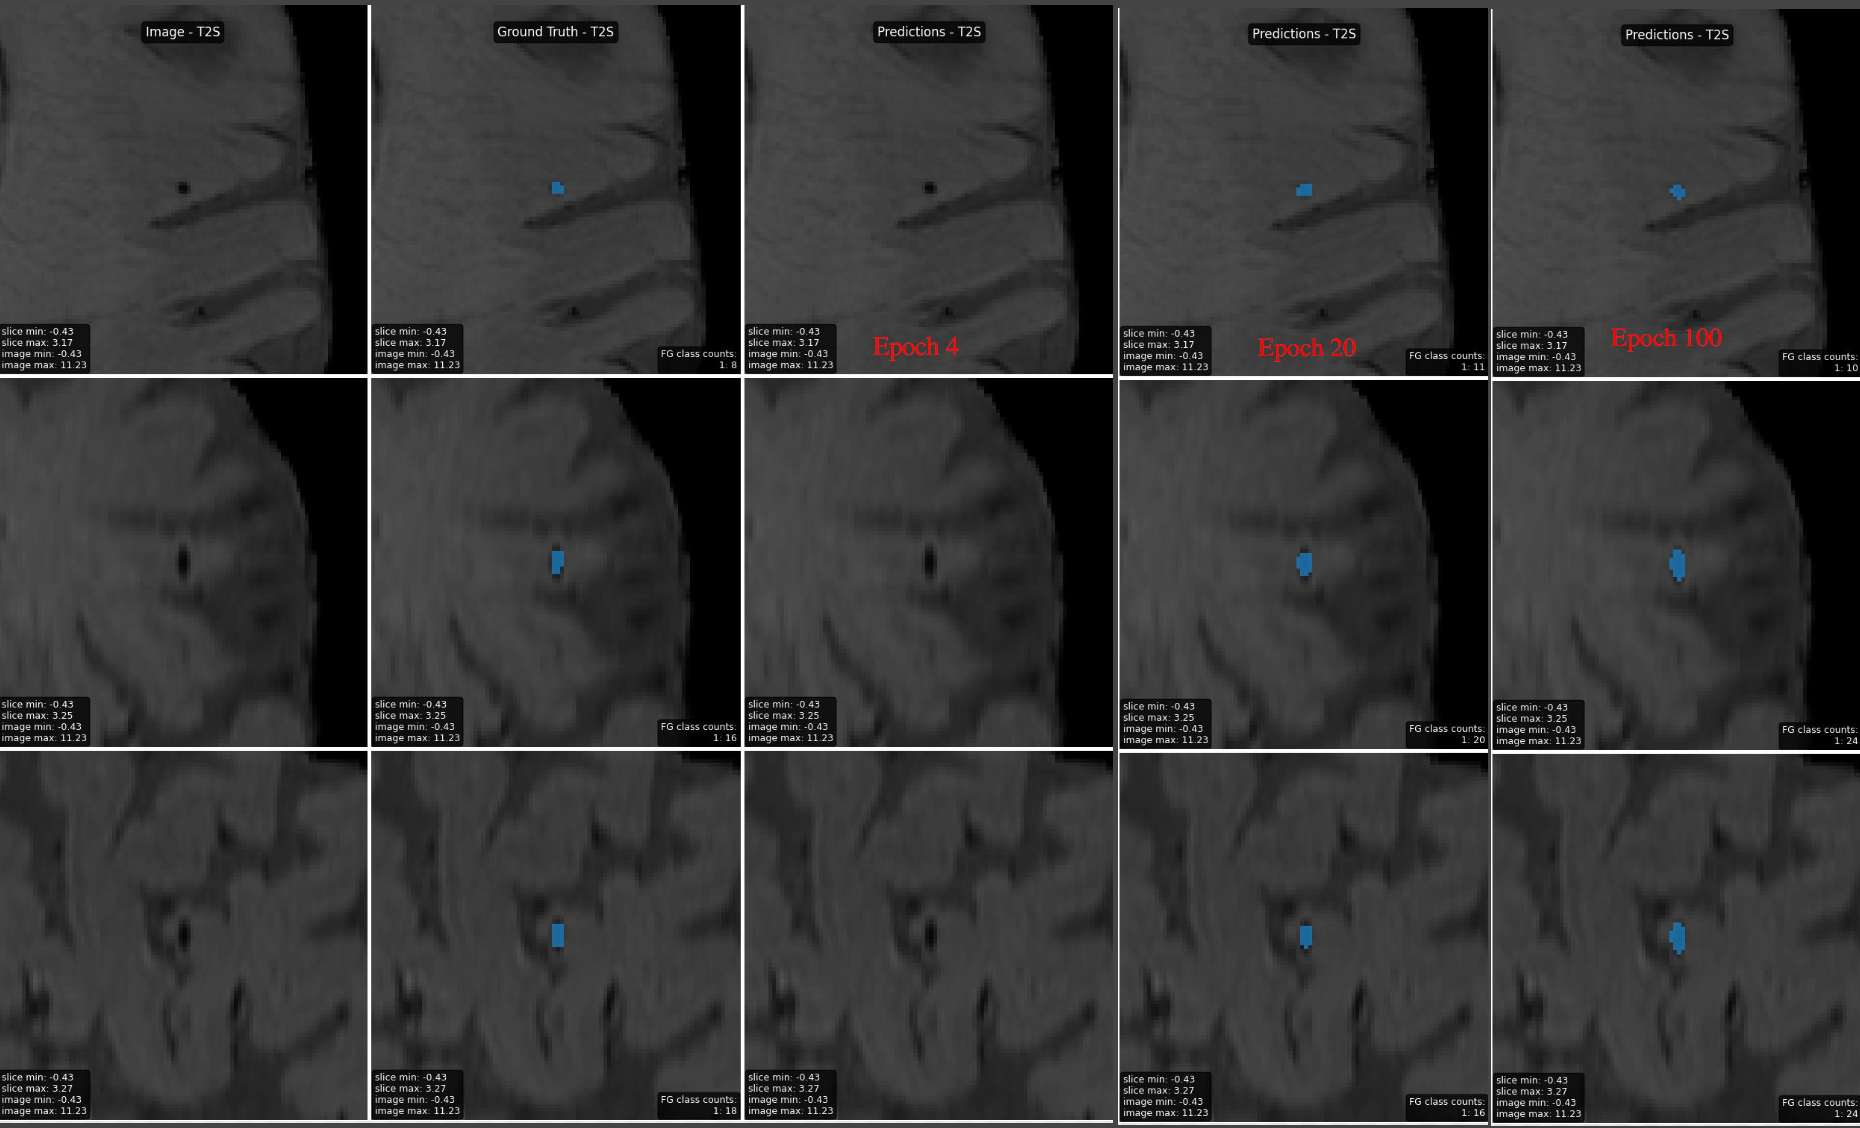 Image - T2S
slice min: -0.43
slice max: 3.17
image min: -0.43
image max: 11.23
Ground Truth - T2S
slice min: -0.43
slice max: 3.17
image min: -0.43
image max: 11.23
FG class counts:
1: 8
Predictions - T2S
slice min: -0.43
slice max: 3.17
image min: -0.43
image max: 11.23
Epoch 4
Predictions - T2S
slice min: -0.43
slice max: 3.17
image min: -0.43
image max: 11.23
Epoch 20
FG class counts:
1: 11
Predictions - T2S
slice min: -0.43
slice max: 3.17
image min: -0.43
image max: 11.23
Epoch 100
FG class counts:
1: 10
slice min: -0.43
slice max: 3.25
image min: -0.43
image max: 11.23
slice min: -0.43
slice max: 3.25
image min: -0.43
image max: 11.23
FG class counts:
1: 16
slice min: -0.43
slice max: 3.25
image min: -0.43
image max: 11.23
slice min: -0.43
slice max: 3.25
image min: -0.43
image max: 11.23
FG class counts:
1: 20
slice min: -0.43
slice max: 3.25
image min: -0.43
image max: 11.23
FG class counts:
1: 24
slice min: -0.43
slice max: 3.27
image min: -0.43
image max: 11.23
slice min: -0.43
slice max: 3.27
image min: -0.43
image max: 11.23
FG class counts:
1: 18
slice min: -0.43
slice max: 3.27
image min: -0.43
image max: 11.23
slice min: -0.43
slice max: 3.27
image min: -0.43
image max: 11.23
FG class counts:
1: 16
slice min: -0.43
slice max: 3.27
image min: -0.43
image max: 11.23
FG class counts:
1: 24